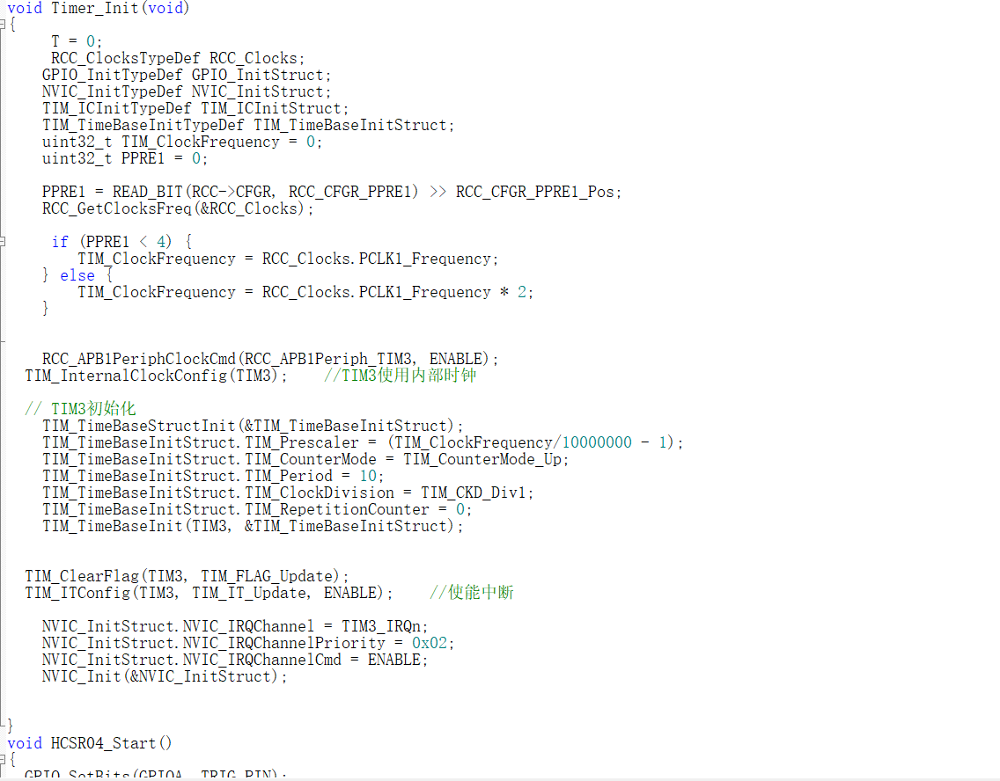 void Timer_Init(void)
{
T = 0;
RCC_ClocksTypeDef RCC_Clocks;
GPIO_InitTypeDef GPIO_InitStruct;
NVIC_InitTypeDef NVIC_InitStruct;
TIM_ICInitTypeDef TIM_ICInitStruct;
TIM_TimeBaseInitTypeDef TIM_TimeBaseInitStruct;
uint32_t TIM_ClockFrequency = 0;
uint32_t PPRE1 = 0;
PPRE1 = READ_BIT(RCC->CFGR, RCC_CFGR_PPRE1) >> RCC_CFGR_PPRE1_Pos;
RCC_GetClocksFreq(&RCC_Clocks);
if (PPRE1 < 4) {
TIM_ClockFrequency = RCC_Clocks.PCLK1_Frequency;
} else {
TIM_ClockFrequency = RCC_Clocks.PCLK1_Frequency * 2;
}
RCC_APB1PeriphClockCmd(RCC_APB1Periph_TIM3, ENABLE);
TIM_InternalClockConfig(TIM3); //TIM3使用内部时钟
// TIM3初始化
TIM_TimeBaseStructInit(&TIM_TimeBaseInitStruct);
TIM_TimeBaseInitStruct.TIM_Prescaler = (TIM_ClockFrequency/10000000 - 1);
TIM_TimeBaseInitStruct.TIM_CounterMode = TIM_CounterMode_Up;
TIM_TimeBaseInitStruct.TIM_Period = 10;
TIM_TimeBaseInitStruct.TIM_ClockDivision = TIM_CKD_Div1;
TIM_TimeBaseInitStruct.TIM_RepetitionCounter = 0;
TIM_TimeBaseInit(TIM3, &TIM_TimeBaseInitStruct);
TIM_ClearFlag(TIM3, TIM_FLAG_Update);
TIM_ITConfig(TIM3, TIM_IT_Update, ENABLE); //使能中断
NVIC_InitStruct.NVIC_IRQChannel = TIM3_IRQn;
NVIC_InitStruct.NVIC_IRQChannelPriority = 0x02;
NVIC_InitStruct.NVIC_IRQChannelCmd = ENABLE;
NVIC_Init(&NVIC_InitStruct);
}
void HCSR04_Start()
{
GPIO_SetBits(GPIOA, TRIG_PIN);